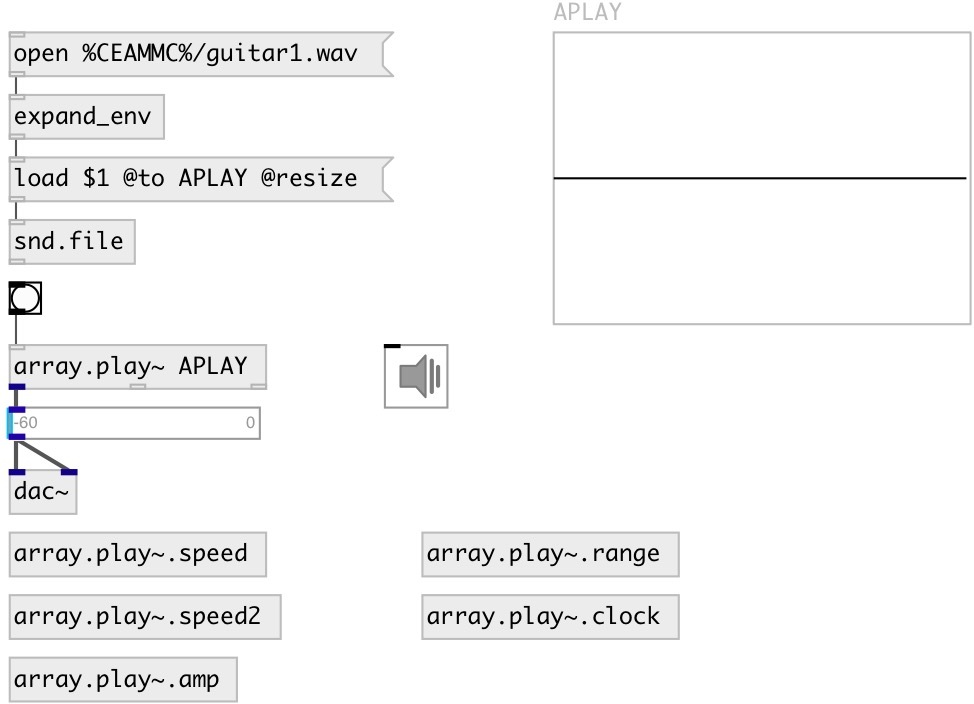 APLAY
open %CEAMMC%/guitar1.wav
expand_env
load $1 @to APLAY @resize
snd.file
array.play~ APLAY
-60 0
dac~
array.play~.speed
array.play~.range
array.play~.speed2
array.play~.clock
array.play~.amp